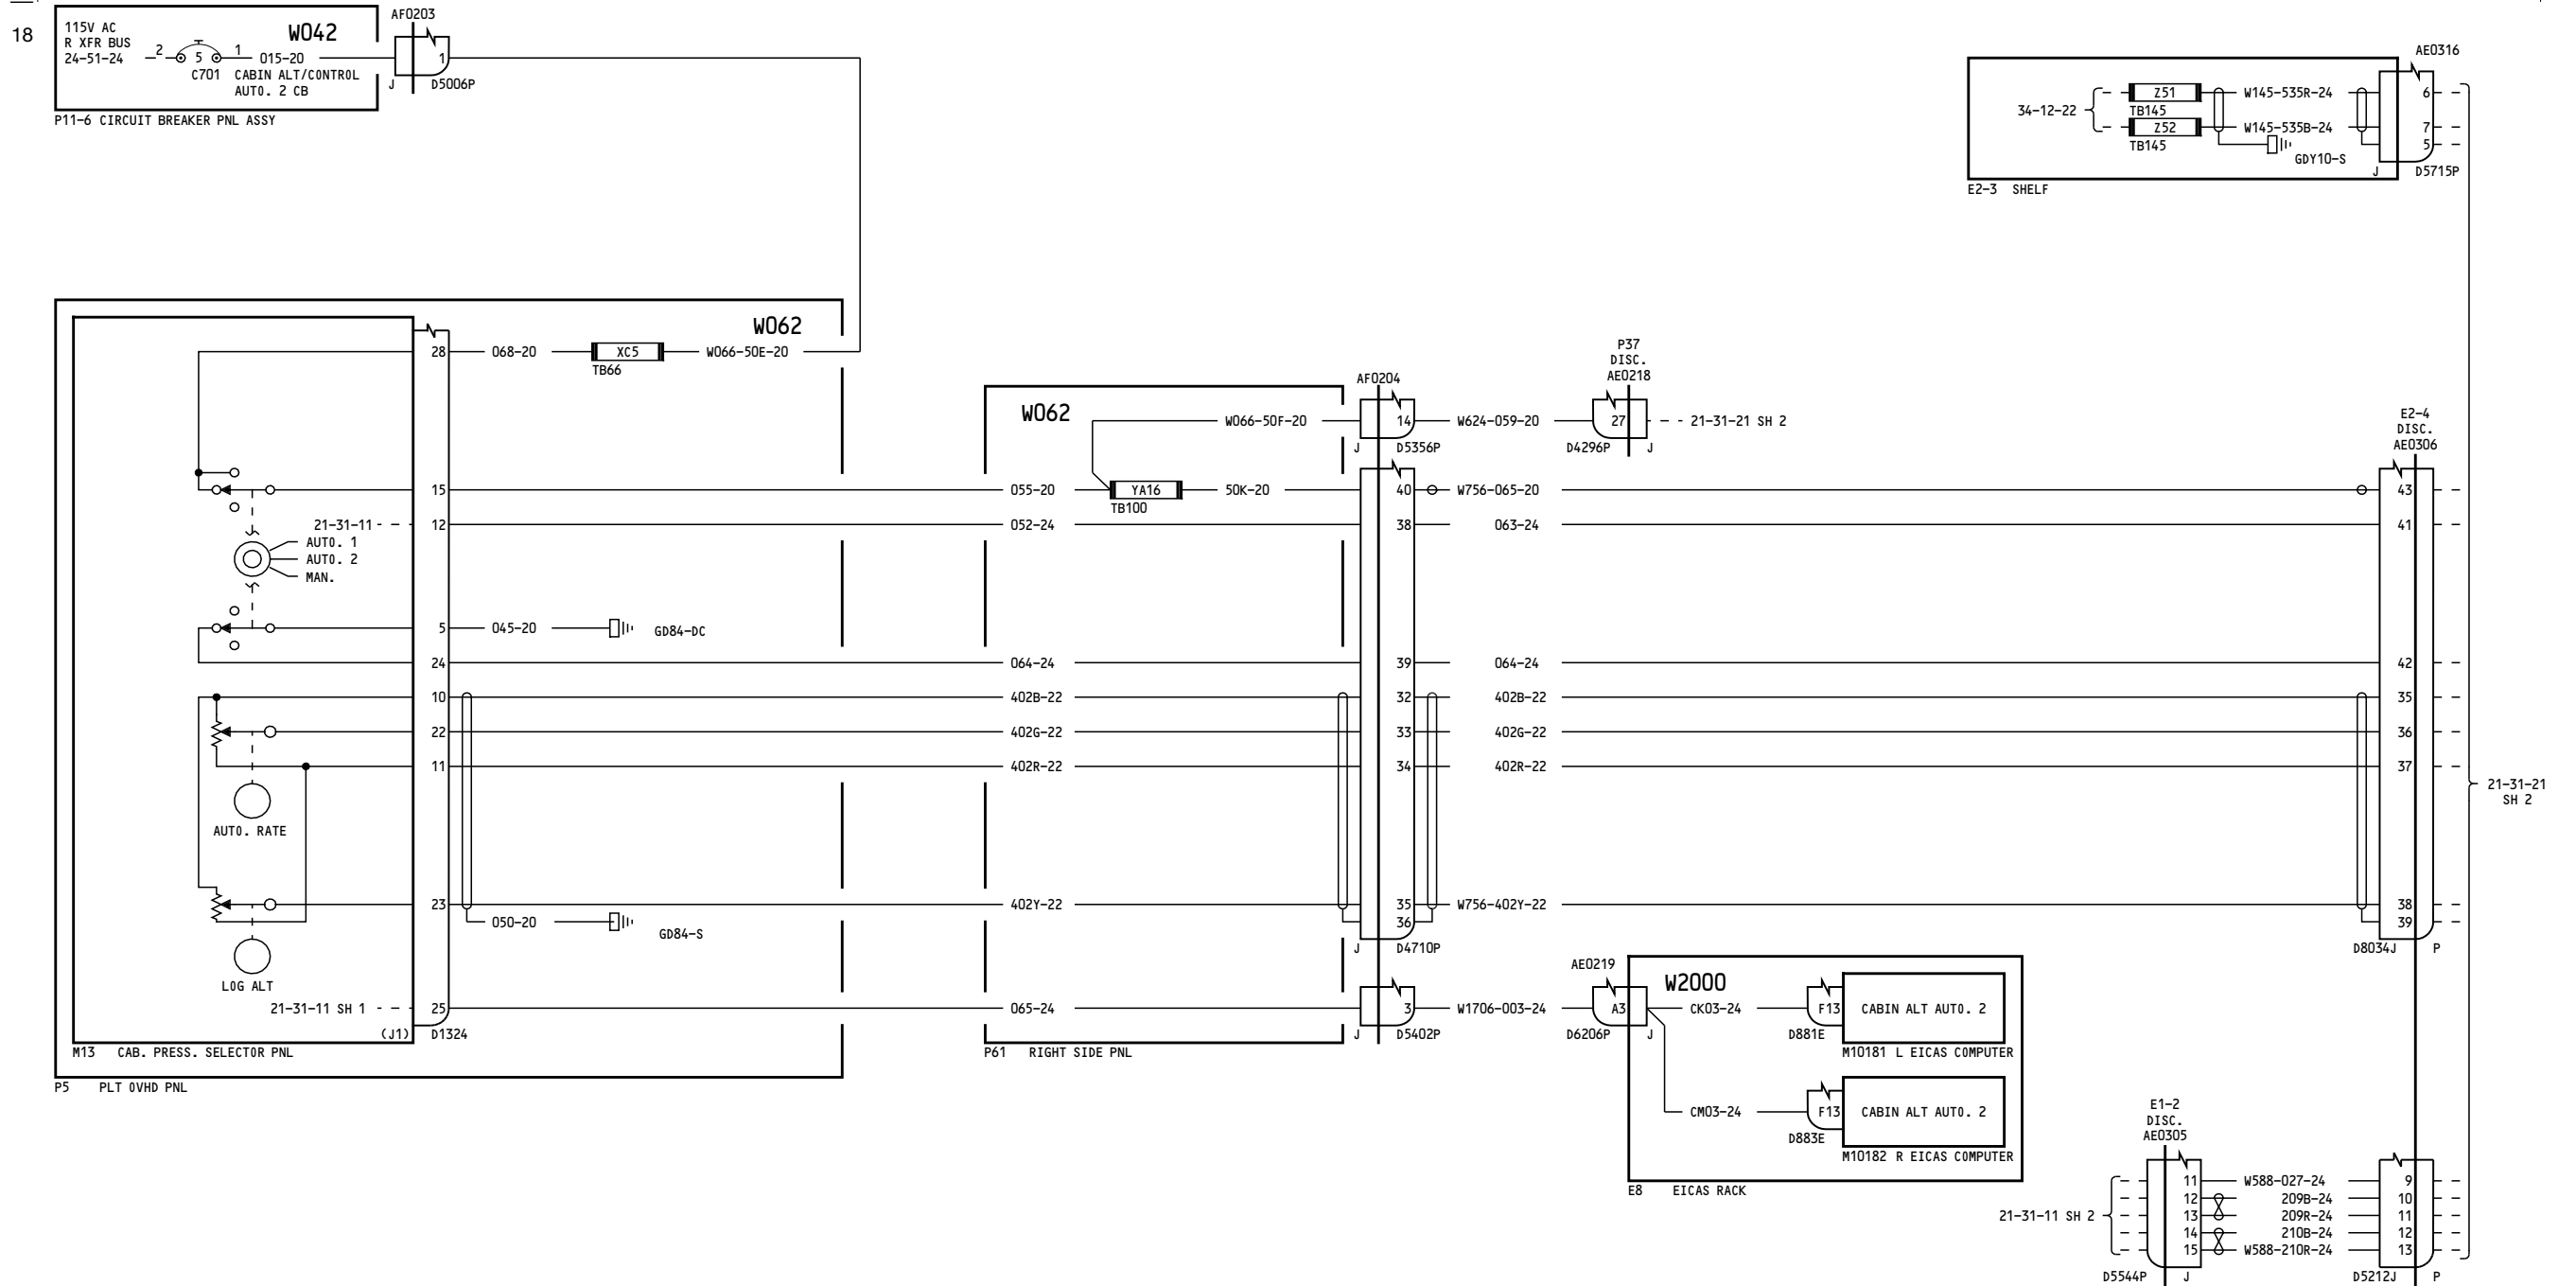 18
115V AC
R XFR BUS
24-51-24
2
5
1
015-20
W042
C701
CABIN ALT/CONTROL
AUTO. 2 CB
P11-6 CIRCUIT BREAKER PNL ASSY
AF0203
1
J
D5006P
AE0316
34-12-22
Z51
W145-535R-24
6
TB145
Z52
W145-535B-24
7
TB145
GDY10-S
5
J
D5715P
E2-3 SHELF
W062
28
068-20
XC5
W066-50E-20
TB66
15
21-31-11
12
AUTO. 1
AUTO. 2
MAN.
5
045-20
GD84-DC
24
10
22
11
AUTO. RATE
23
050-20
GD84-S
LOG ALT
21-31-11 SH 1
25
(J1)
D1324
M13 CAB. PRESS. SELECTOR PNL
P5 PLT OVHD PNL
W062
W066-50F-20
055-20
YA16
50K-20
TB100
052-24
064-24
402B-22
402G-22
402R-22
402Y-22
065-24
P61 RIGHT SIDE PNL
AF0204
14
W624-059-20
J
D5356P
40
W756-065-20
38
063-24
39
064-24
32
402B-22
33
402G-22
34
402R-22
35
W756-402Y-22
36
J
D4710P
3
W1706-003-24
J
D5402P
P37
DISC.
AE0218
27
21-31-21 SH 2
D4296P
J
E2-4
DISC.
AE0306
43
41
42
35
36
37
38
39
D8034J
P
21-31-21
SH 2
AE0219
W2000
A3
CK03-24
F13
CABIN ALT AUTO. 2
D6206P
J
D881E
M10181 L EICAS COMPUTER
CM03-24
F13
CABIN ALT AUTO. 2
D883E
M10182 R EICAS COMPUTER
E8 EICAS RACK
E1-2
DISC.
AE0305
21-31-11 SH 2
11
W588-027-24
9
12
209B-24
10
13
209R-24
11
14
210B-24
12
15
W588-210R-24
13
D5544P
J
D5212J
P